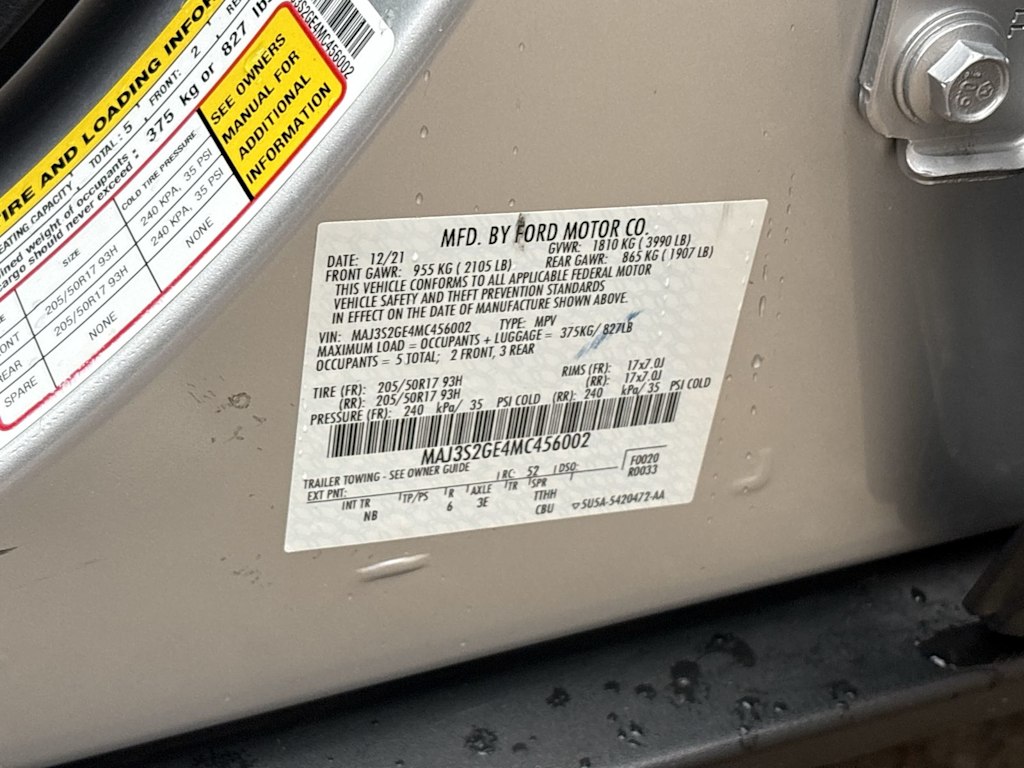 TIRE AND LOADING INFOR
SEATING CAPACITY TOTAL: 5 FRONT: 2 RE
ined weight of occupants
cargo should never exceed: 375 kg or 827 lbs
SIZE COLD TIRE PRESSURE
205/50R17 93H 240 KPA, 35 PSI
REAR 205/50R17 93H 240 KPA, 35 PSI
SPARE NONE NONE
SEE OWNERS
MANUAL FOR
ADDITIONAL
INFORMATION
3S2GE4MC456002
MFD. BY FORD MOTOR CO.
DATE: 12/21 GVWR: 1810 KG ( 3990 LB)
FRONT GAWR: 955 KG ( 2105 LB) REAR GAWR: 865 KG ( 1907 LB)
THIS VEHICLE CONFORMS TO ALL APPLICABLE FEDERAL MOTOR
VEHICLE SAFETY AND THEFT PREVENTION STANDARDS
IN EFFECT ON THE DATE OF MANUFACTURE SHOWN ABOVE.
VIN: MAJ3S2GE4MC456002 TYPE: MPV
MAXIMUM LOAD = OCCUPANTS + LUGGAGE = 375KG/ 827LB
OCCUPANTS = 5 TOTAL; 2 FRONT, 3 REAR
TIRE (FR): 205/50R17 93H RIMS (FR): 17x7.0J
(RR): 205/50R17 93H (RR): 17x7.0J
PRESSURE (FR): 240 kPa/ 35 PSI COLD (RR): 240 kPa/ 35 PSI COLD
MAJ3S2GE4MC456002
TRAILER TOWING - SEE OWNER GUIDE RC: 52 DSO: F0020
EXT PNT: R0033
INT TR TP/PS R AXLE TR SPR
NB 6 3E TTHH
CBU SU5A-5420472-AA